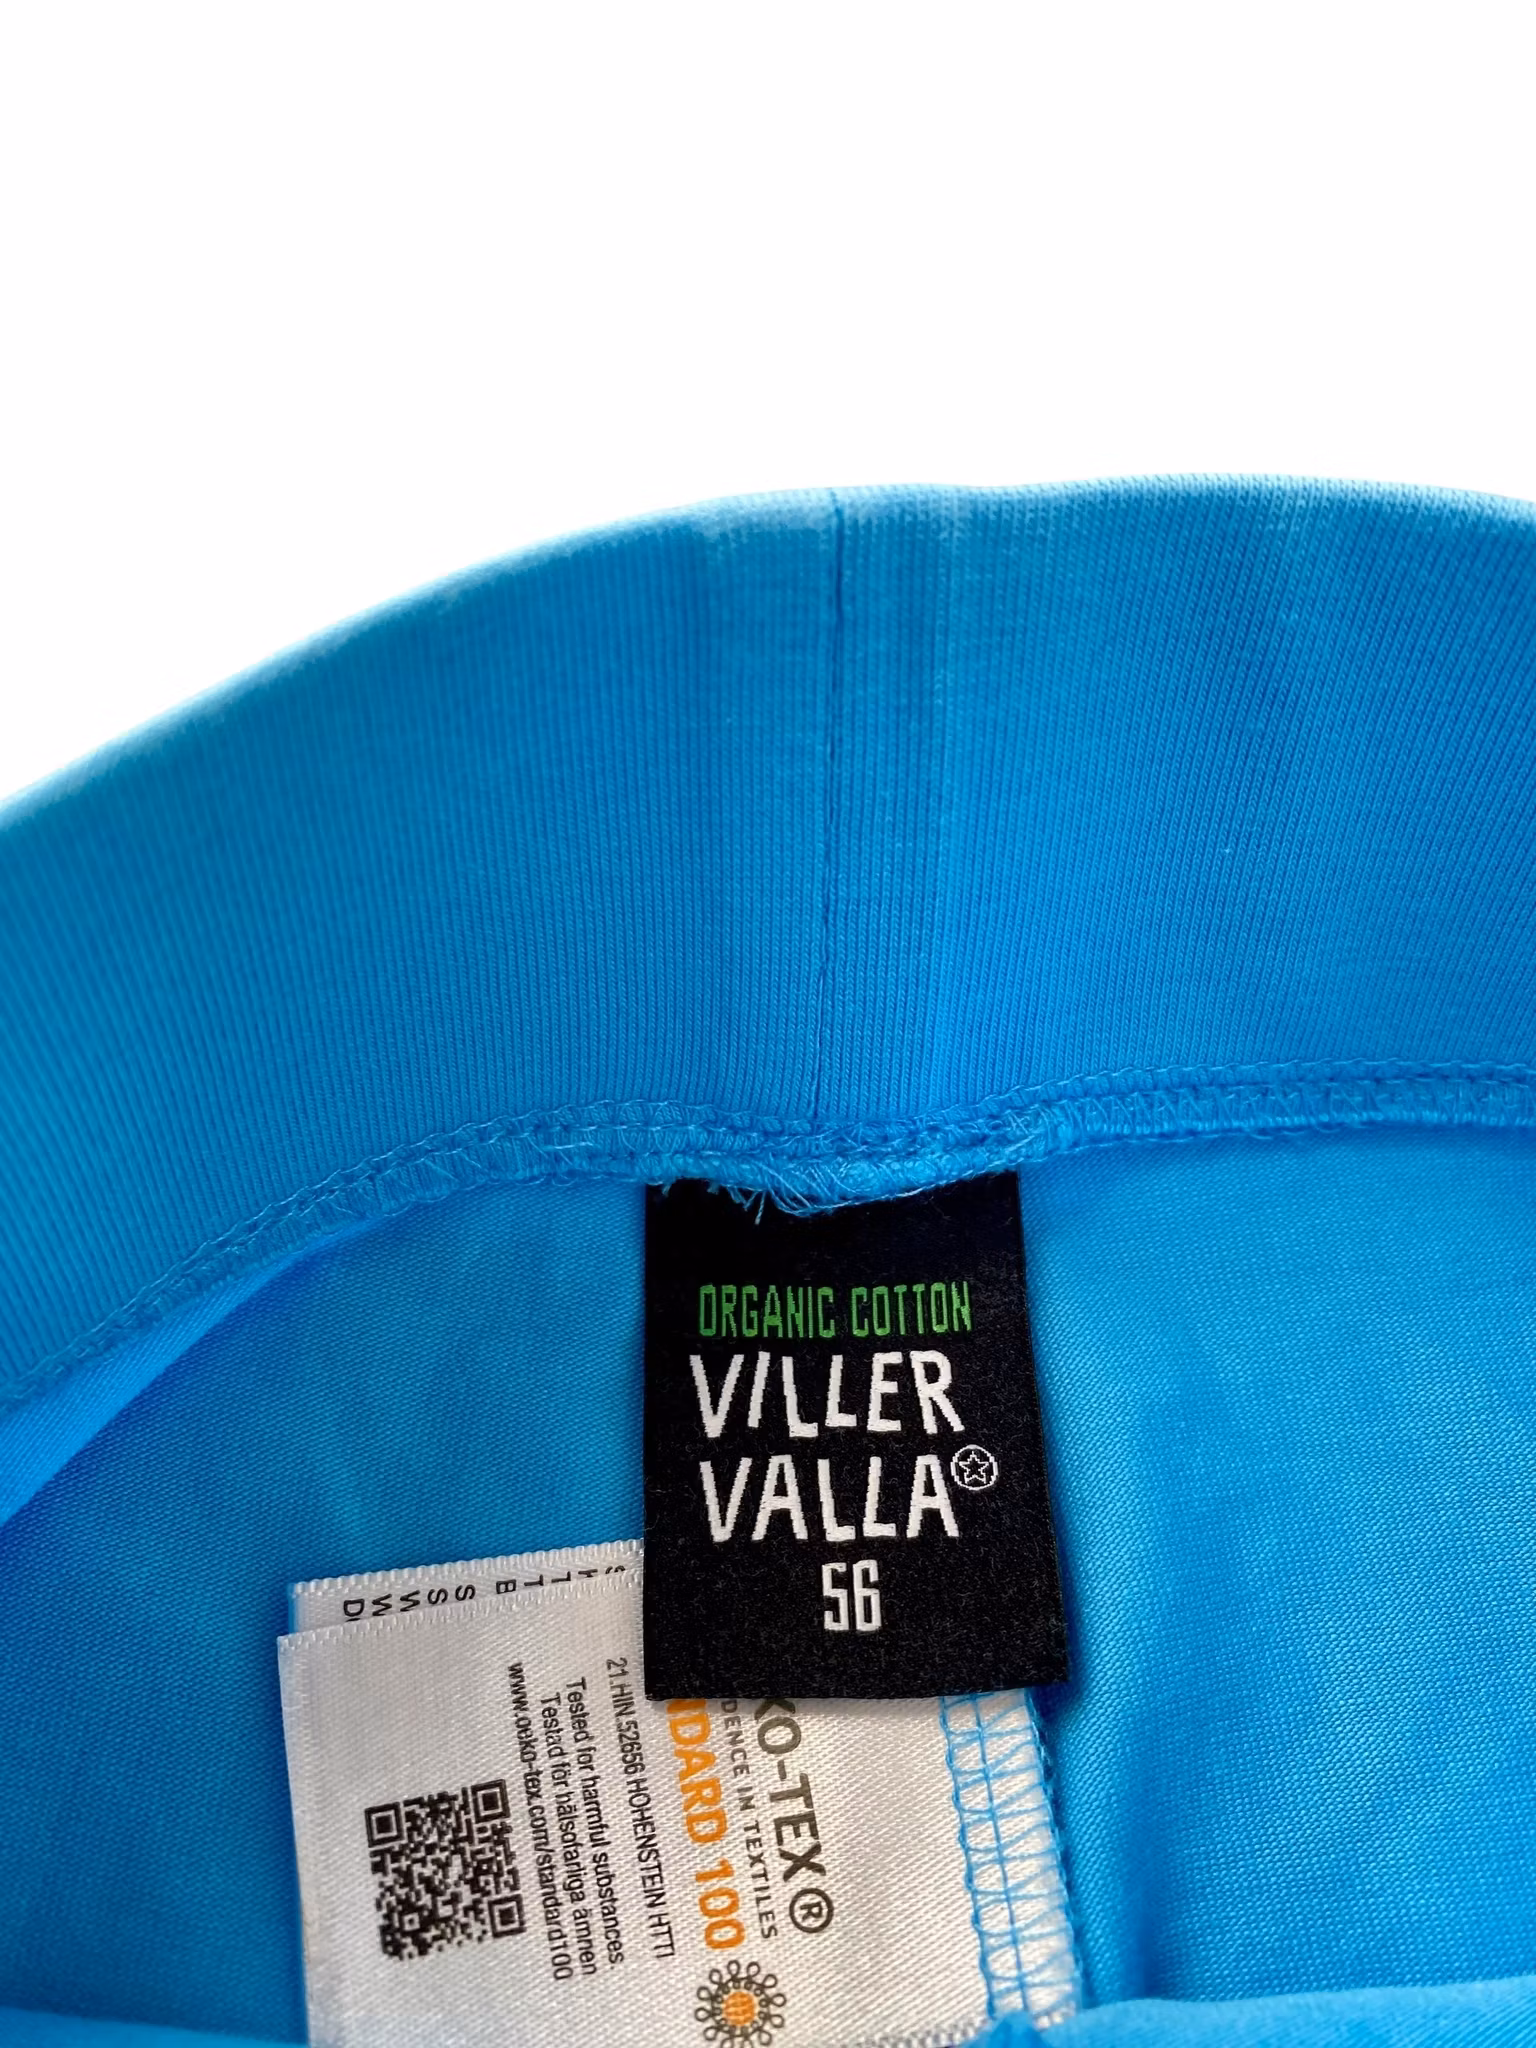 ORGANIC COTTON
VILLER
VALLA
56
KO-TEX®
DENCE IN TEXTILES
NDARD 100
21.HIN.52656 HOHENSTEIN HTTI
Tested for harmful substances.
Testad för hälsofarliga ämnen
www.oeko-tex.com/standard100